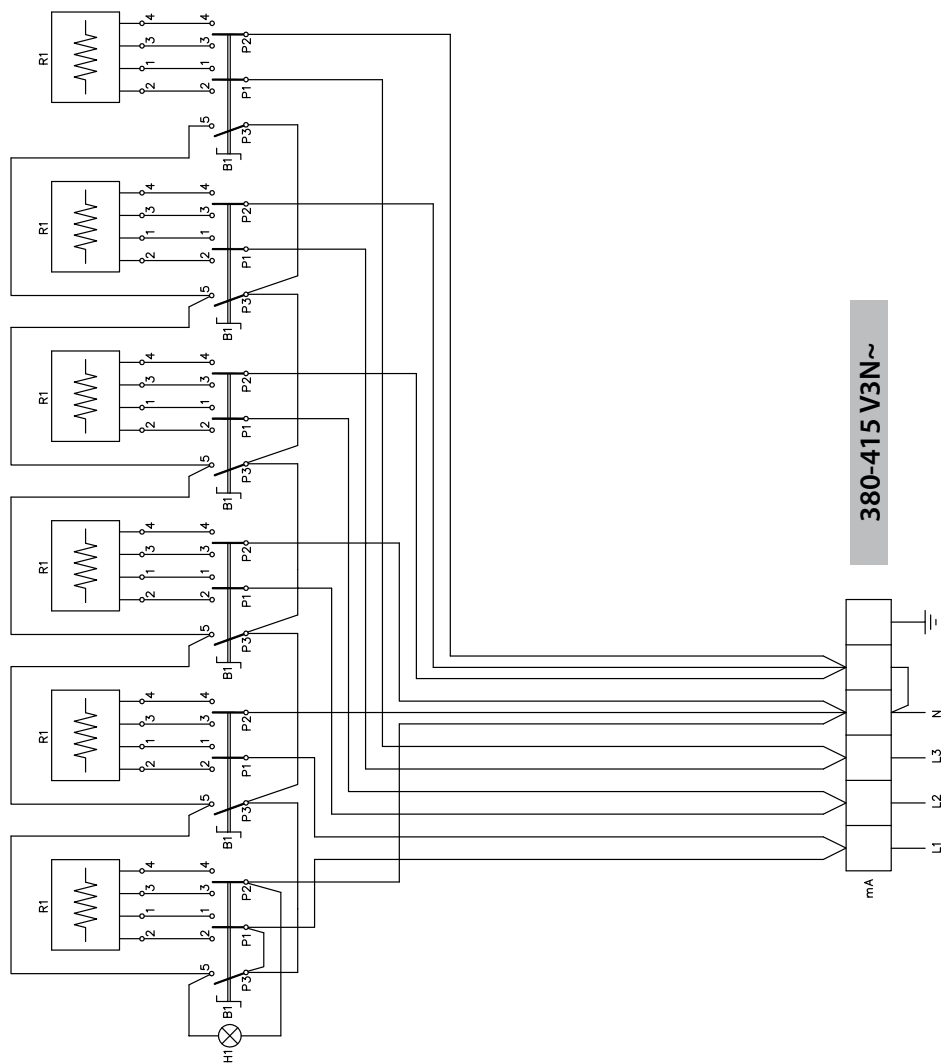 R1 R1 R1 R1 R1 R1
2 1 3 4 2 1 3 4 2 1 3 4 2 1 3 4 2 1 3 4 2 1 3 4
5 2 1 3 4 5 2 1 3 4 5 2 1 3 4 5 2 1 3 4 5 2 1 3 4 5 2 1 3 4
H1 B1 B1 B1 B1 B1 B1
P3 P1 P2 P3 P1 P2 P3 P1 P2 P3 P1 P2 P3 P1 P2 P3 P1 P2
mA
380-415 V3N~
L1 L2 L3 N